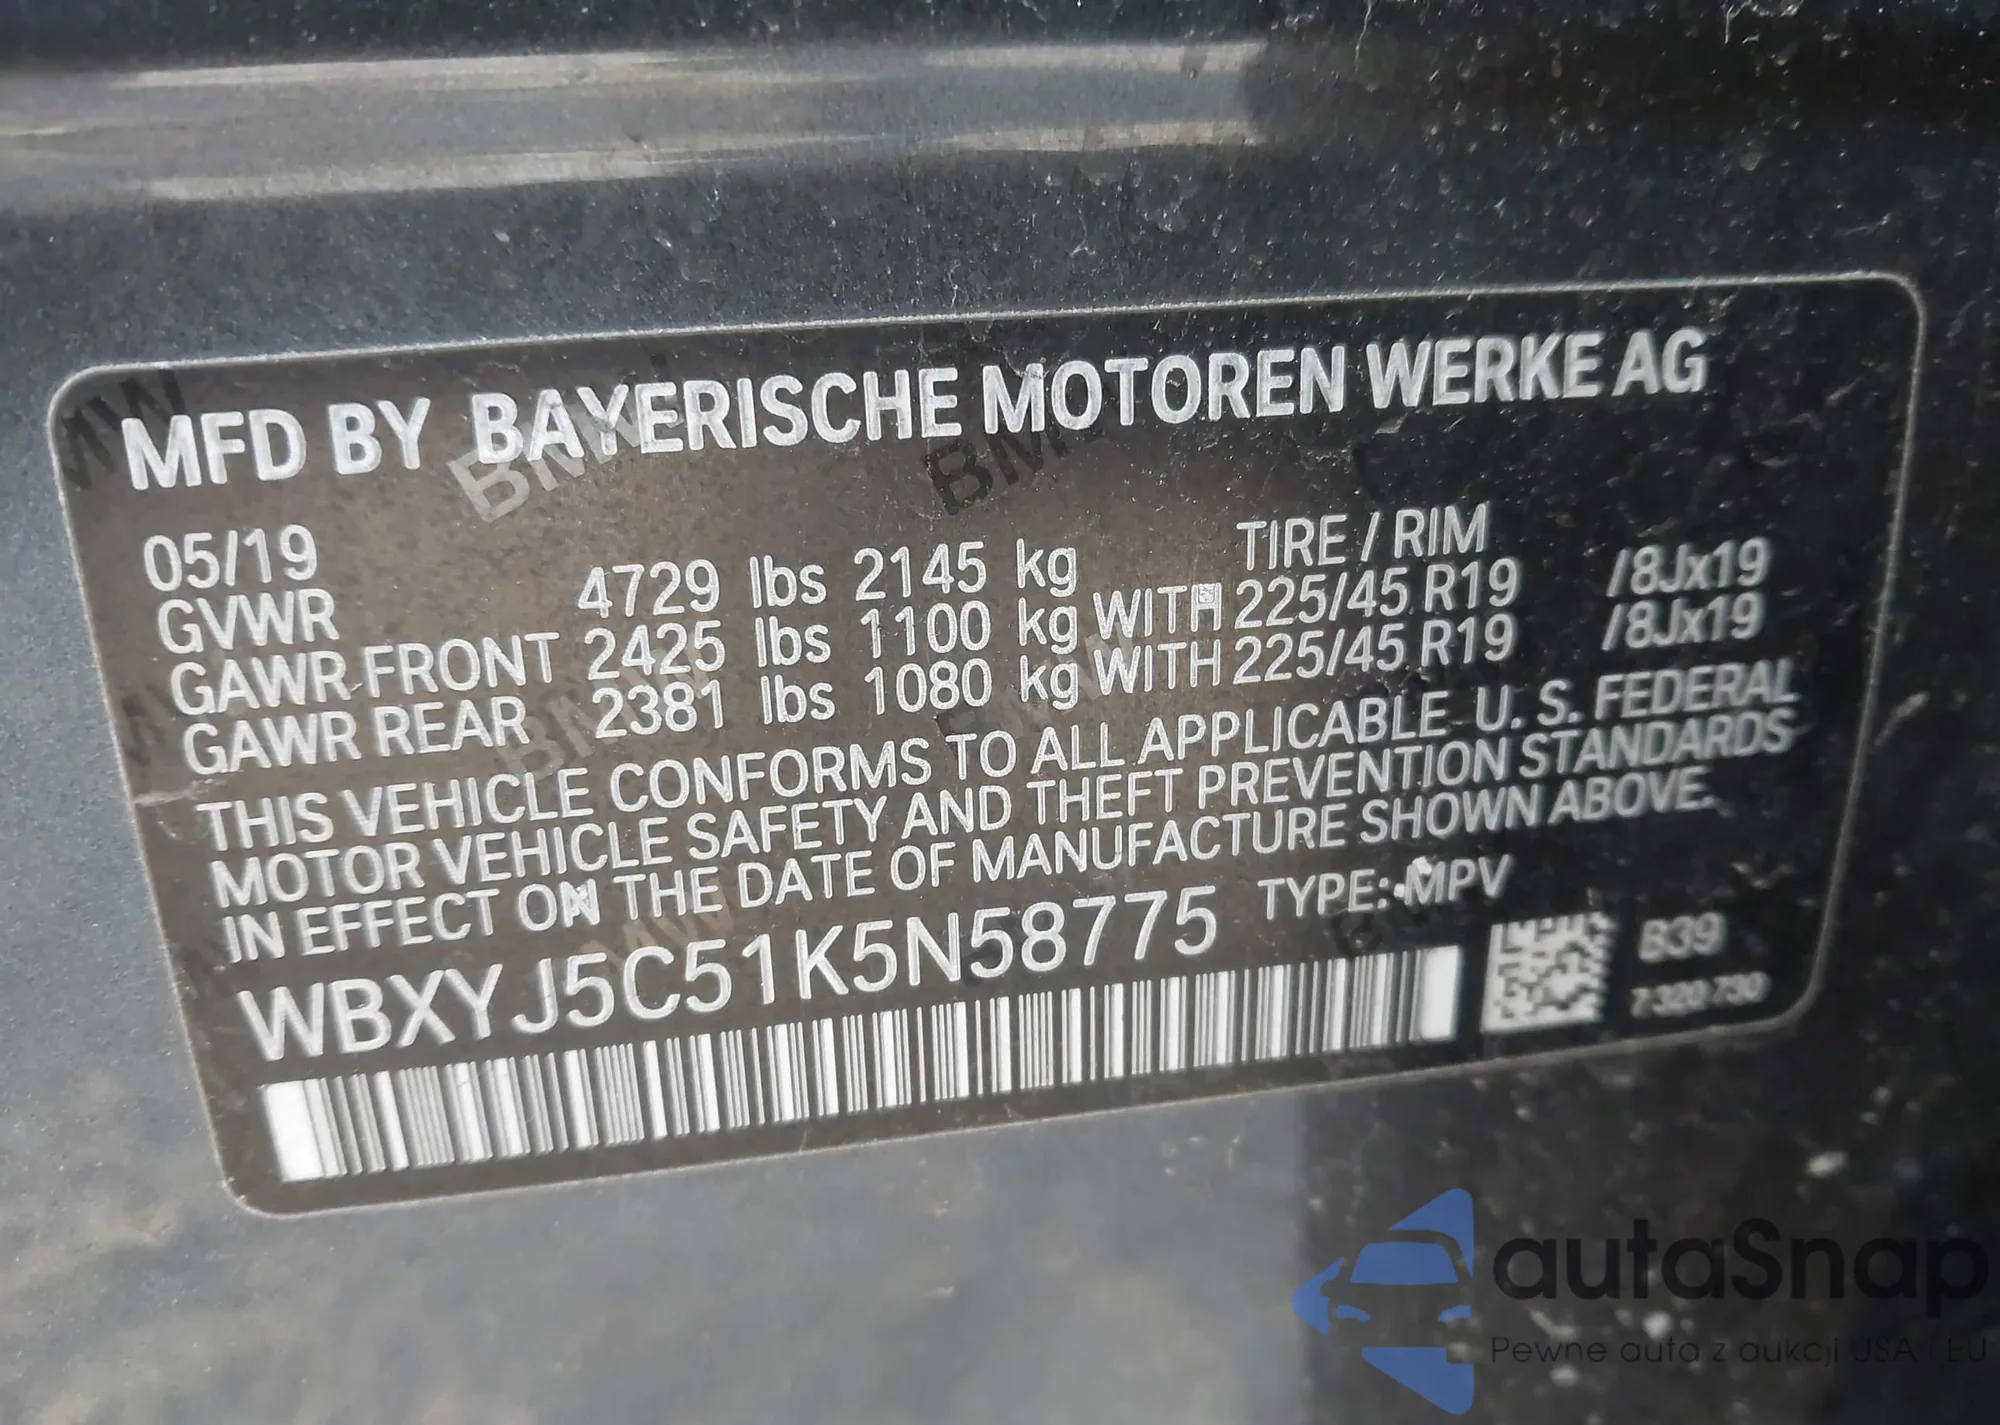 MFD BY BAYERISCHE MOTOREN WERKE AG
05/19 TIRE / RIM
GVWR 4729 lbs 2145 kg
GAWR FRONT 2425 lbs 1100 kg WITH 225/45 R19 /8Jx19
GAWR REAR 2381 lbs 1080 kg WITH 225/45 R19 /8Jx19
THIS VEHICLE CONFORMS TO ALL APPLICABLE U. S. FEDERAL
MOTOR VEHICLE SAFETY AND THEFT PREVENTION STANDARDS
IN EFFECT ON THE DATE OF MANUFACTURE SHOWN ABOVE.
WBXYJ5C51K5N58775 TYPE: MPV
B39
7 320 730
autaSnap
Pewne auta z aukcji USA i EU